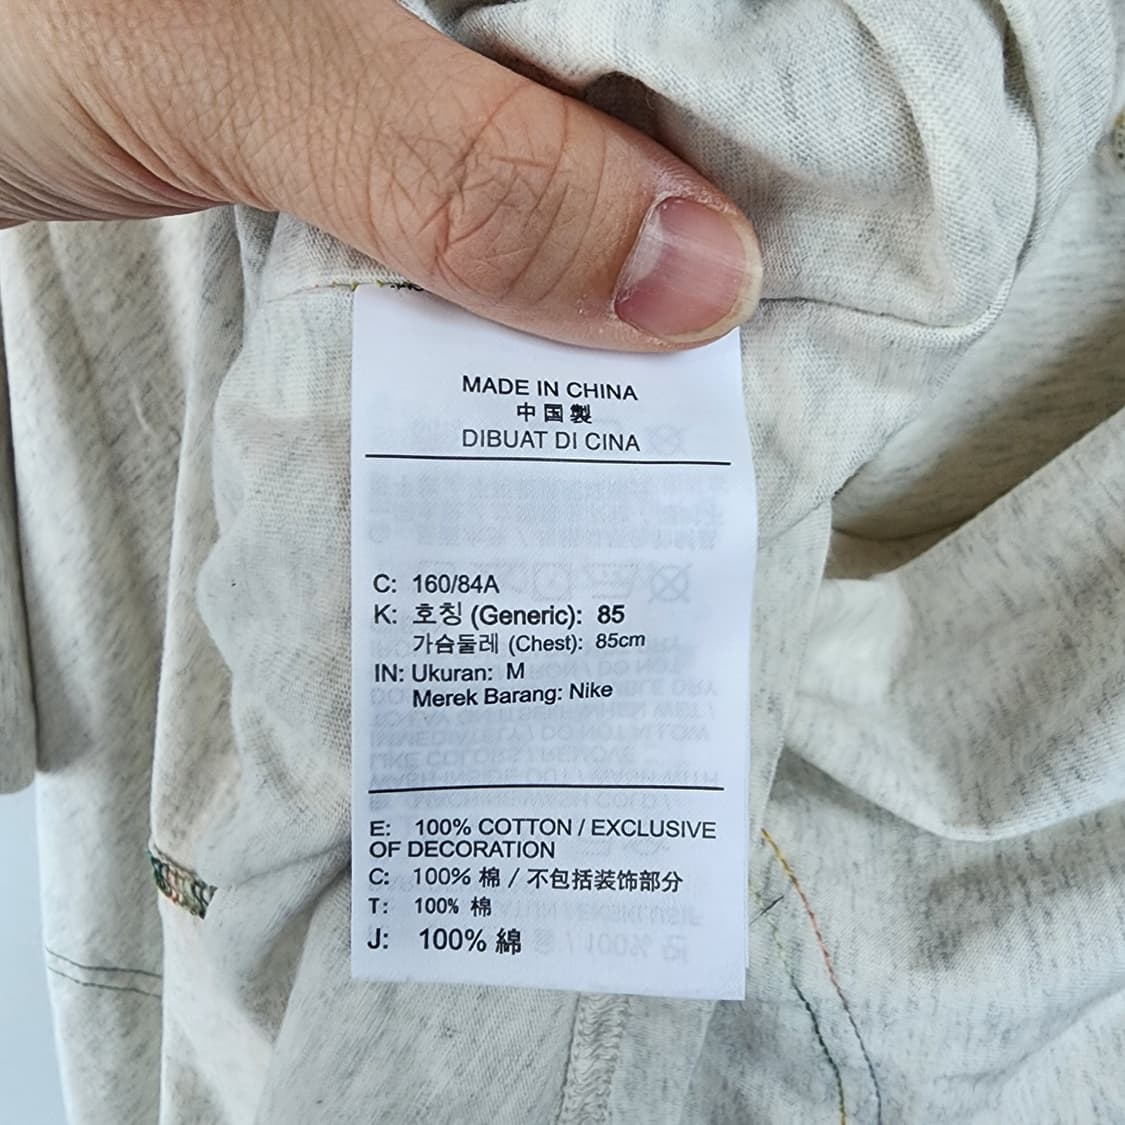 MADE IN CHINA
中国製
DIBUAT DI CINA
C: 160/84A
K: 호칭 (Generic): 85
가슴둘레 (Chest): 85cm
IN: Ukuran: M
Merek Barang: Nike
E: 100% COTTON / EXCLUSIVE
OF DECORATION
C: 100% 棉 / 不包括装饰部分
T: 100% 棉
J: 100% 綿